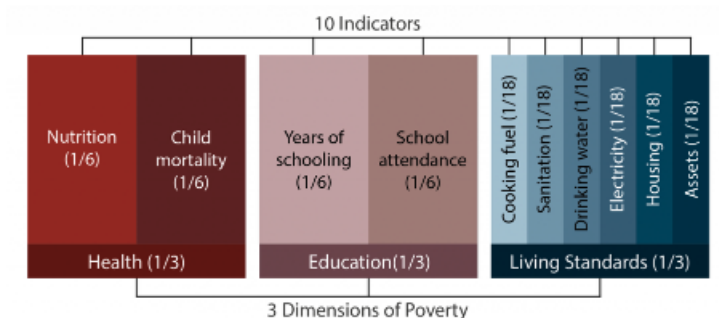 10 Indicators
Nutrition
(1/6)
Child
mortality
(1/6)
Years of
schooling
(1/6)
School
attendance
(1/6)
Cooking fuel (1/18)
Sanitation (1/18)
Drinking water (1/18)
Electricity (1/18)
Housing (1/18)
Assets (1/18)
Health (1/3)
Education(1/3)
Living Standards (1/3)
3 Dimensions of Poverty